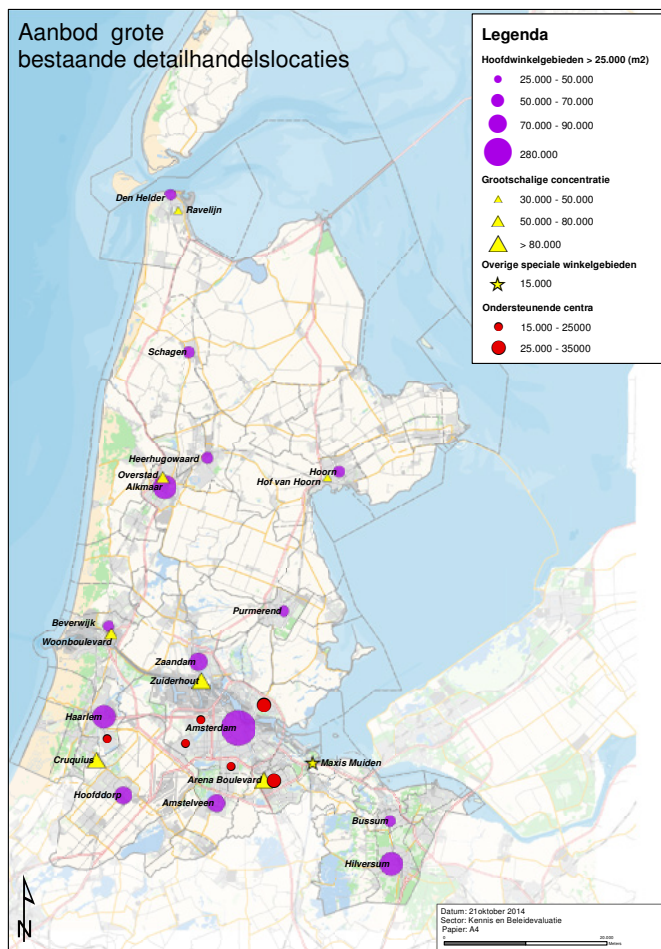 Aanbod grote
bestaande detailhandelslocaties
Legenda
Hoofdwinkelgebieden > 25.000 (m2)
25.000 - 50.000
50.000 - 70.000
70.000 - 90.000
280.000
Grootschalige concentratie
30.000 - 50.000
50.000 - 80.000
> 80.000
Overige speciale winkelgebieden
15.000
Ondersteunende centra
15.000 - 25000
25.000 - 35000
Den Helder
Ravelijn
Schagen
Heerhugowaard
Overstad
Alkmaar
Hoorn
Hof van Hoorn
Purmerend
Beverwijk
Woonboulevard
Zaandam
Zuiderhout
Haarlem
Amsterdam
Cruquius
Maxis Muiden
Arena Boulevard
Hoofddorp
Amstelveen
Bussum
Hilversum
N
Datum: 21oktober 2014
Sector: Kennis en Beleidevaluatie
Papier: A4
0
20.000
Meters